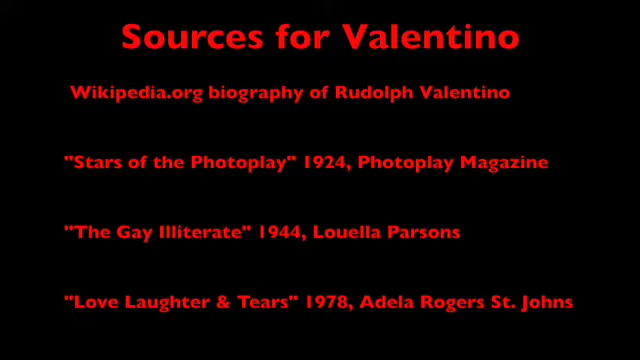 Sources for Valentino
Wikipedia.org biography of Rudolph Valentino
"Stars of the Photoplay" 1924, Photoplay Magazine
"The Gay Illiterate" 1944, Louella Parsons
"Love Laughter & Tears" 1978, Adela Rogers St. Johns